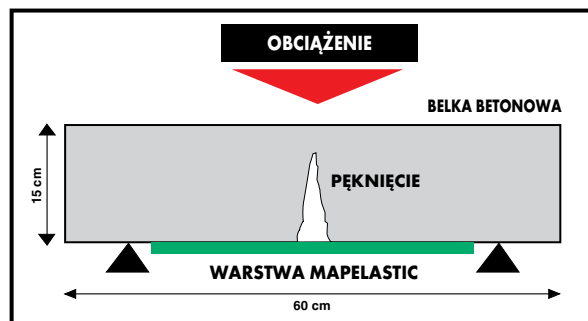 OBCIĄŻENIE
BELKA BETONOWA
15 cm
PĘKNIĘCIE
WARSTWA MAPELASTIC
60 cm